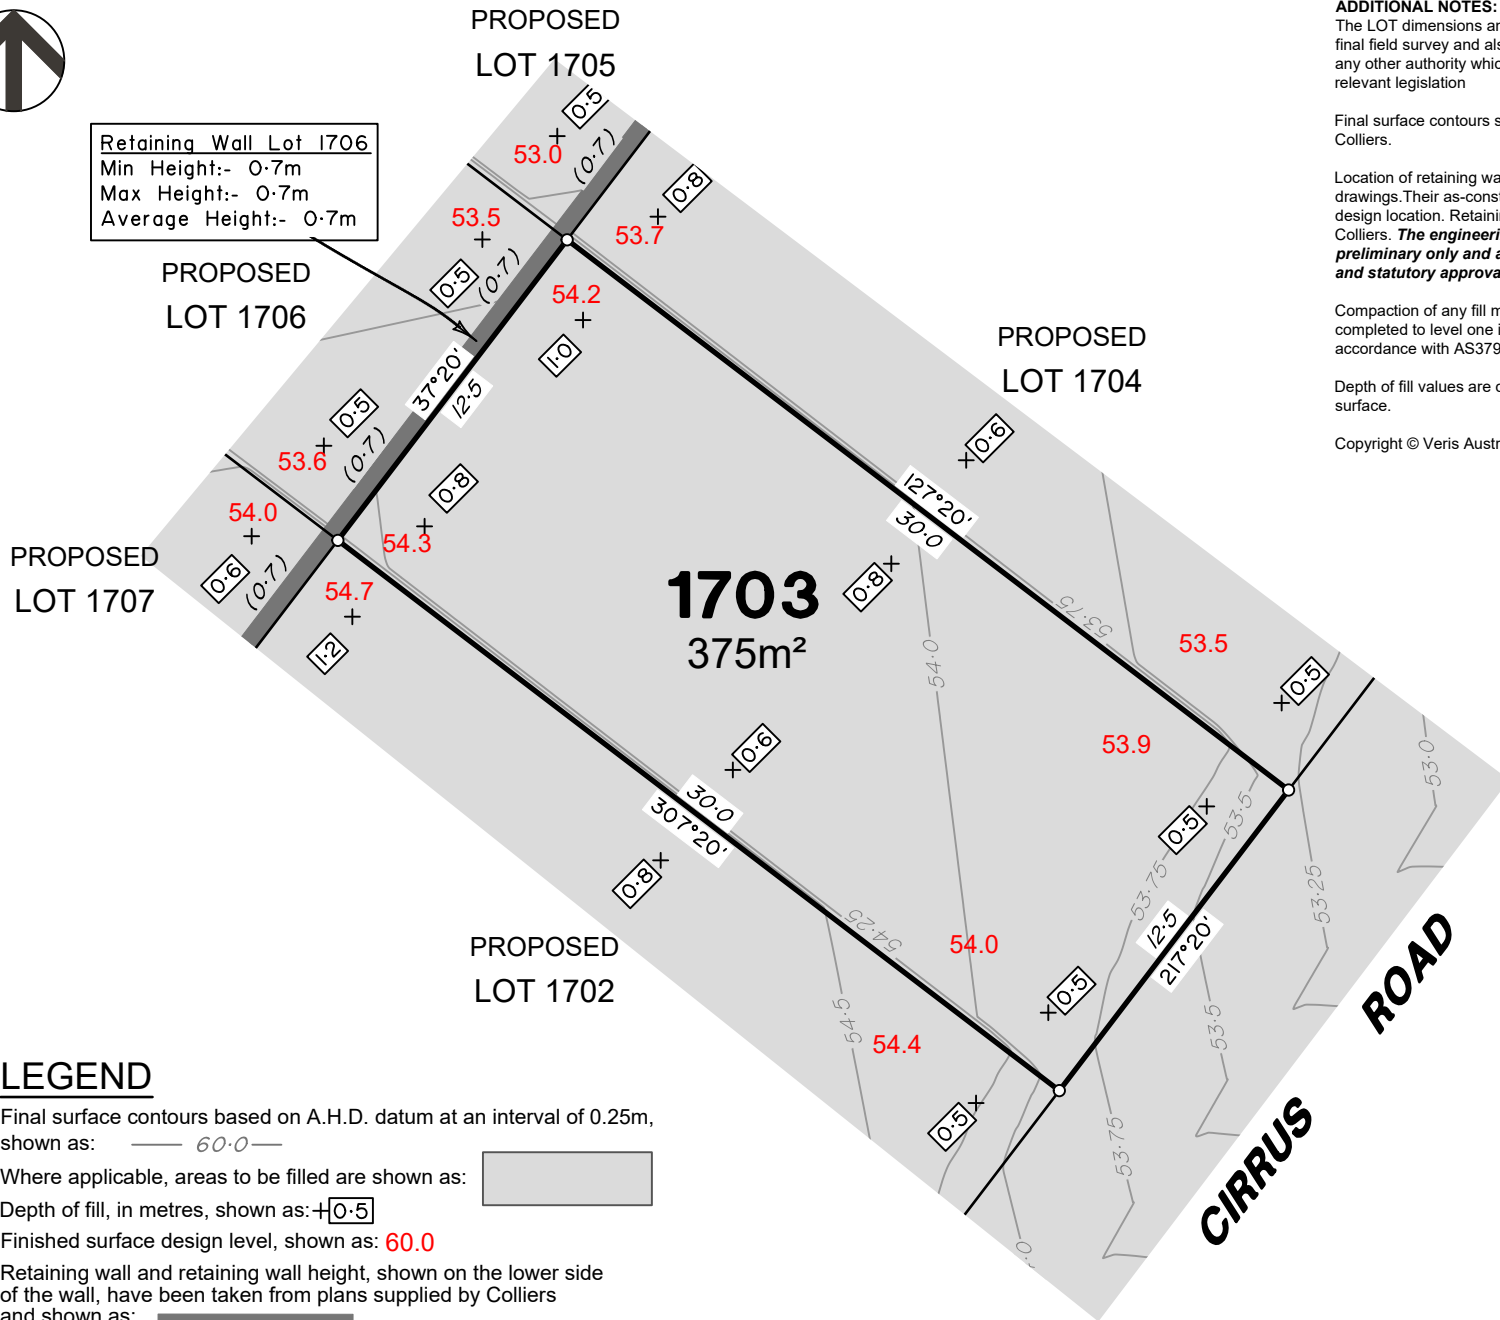 PROPOSED
LOT 1705
Retaining Wall Lot 1706
Min Height:- 0·7m
Max Height:- 0·7m
Average Height:- 0·7m
PROPOSED
LOT 1706
PROPOSED
LOT 1707
PROPOSED
LOT 1704
PROPOSED
LOT 1702
0·5
53.0
(0·7)
0·8
53.7
53.5
0·5
(0·7)
54.2
1·0
37°20'
12·5
0·5
53.6
(0·7)
54.0
0·6
(0·7)
0·8
54.3
54.7
1·2
0·6
127°20'
30·0
1703
375m²
0·8
53·75
53.5
0·5
54·0
53.9
0·6
30·0
307°20'
0·8
0·5
53·5
53·75
53·0
53·25
12·5
217°20'
54·25
54.0
0·5
54·5
54.4
0·5
53·5
53·75
CIRRUS ROAD
LEGEND
Final surface contours based on A.H.D. datum at an interval of 0.25m,
shown as: 60·0
Where applicable, areas to be filled are shown as:
Depth of fill, in metres, shown as: +0·5
Finished surface design level, shown as: 60.0
Retaining wall and retaining wall height, shown on the lower side
of the wall, have been taken from plans supplied by Colliers
and shown as:
ADDITIONAL NOTES:
The LOT dimensions
final field survey and
any other authority
relevant legislation
Final surface contours
Colliers.
Location of retaining
drawings.Their
design location.
Colliers. The
preliminary only and
and statutory
Compaction of any fill
completed to level one
accordance with
Depth of fill values are
surface.
Copyright © Veris